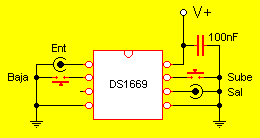 V+
Ent
100nF
Baja
DS1669
Sube
Sal